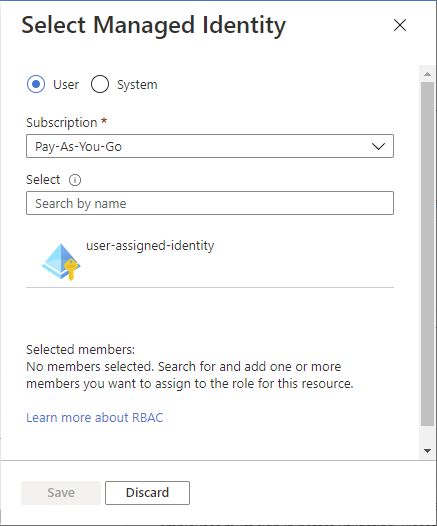 Select Managed Identity
User System
Subscription *
Pay-As-You-Go
Select
Search by name
user-assigned-identity
Selected members:
No members selected. Search for and add one or more
members you want to assign to the role for this resource.
Learn more about RBAC
Save Discard